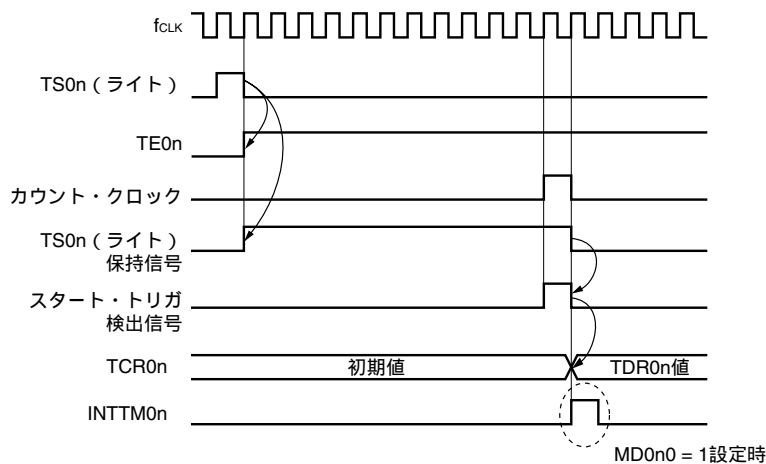 fCLK
TS0n（ライト）
TE0n
カウント・クロック
TS0n（ライト）
保持信号
スタート・トリガ
検出信号
TCR0n
初期値
TDR0n値
INTTM0n
MD0n0 = 1設定時